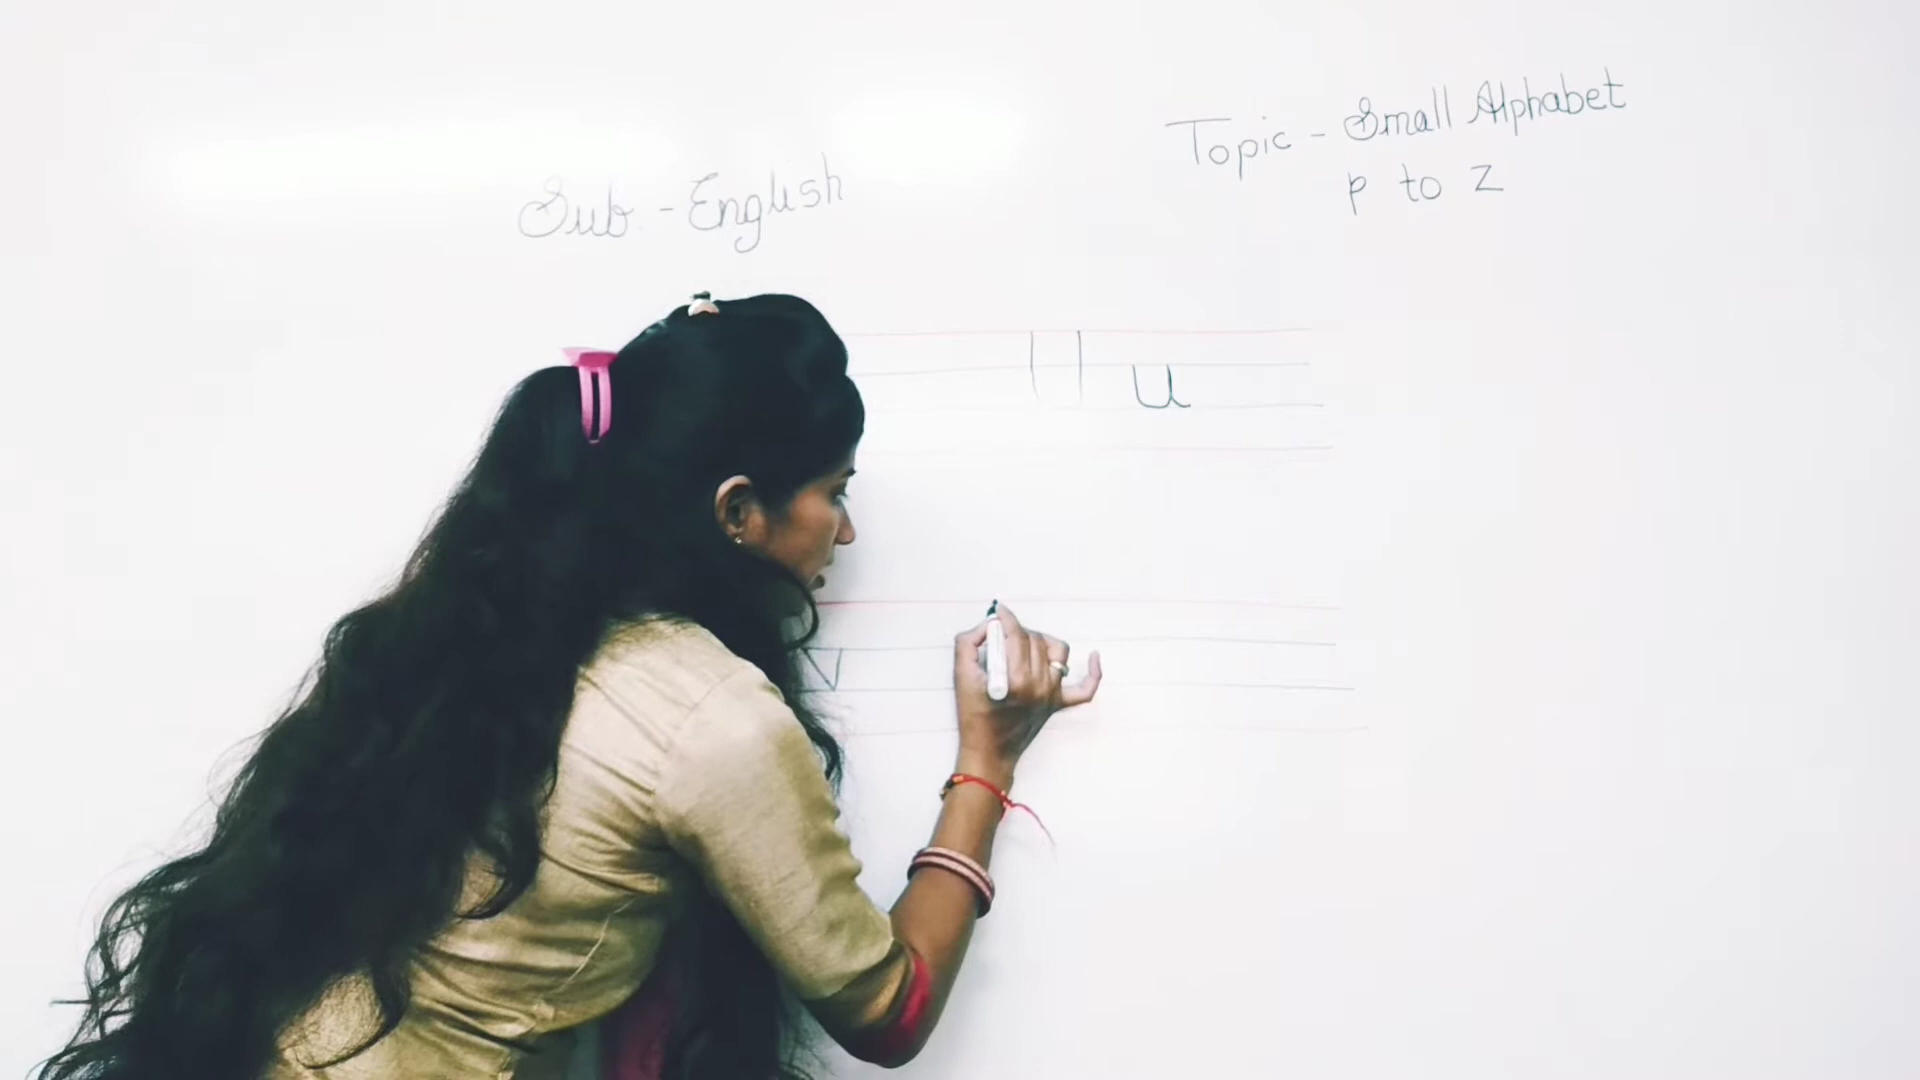 Sub - English
Topic - Small Alphabet
p to z
U u
v